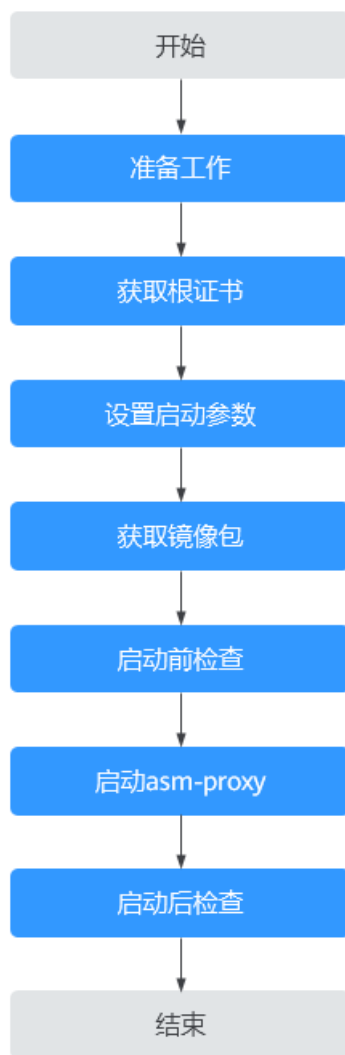 开始
准备工作
获取根证书
设置启动参数
获取镜像包
启动前检查
启动asm-proxy
启动后检查
结束